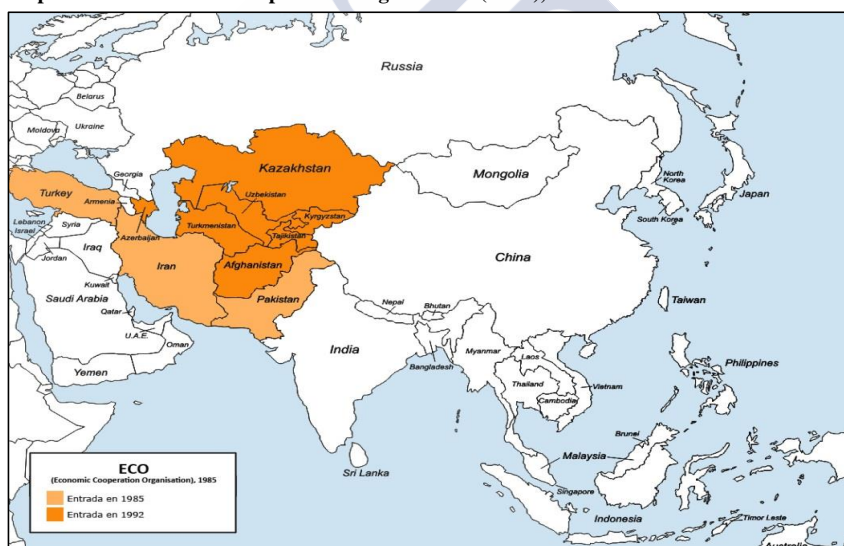 Russia
Belarus
Moldova
Ukraine
Kazakhstan
Mongolia
Georgia
Uzbekistan
North
Korea
Turkey
Armenia
Kyrgyzstan
Japan
Turkmenistan
South Korea
Lebanon
Israel
Syria
Azerbaijan
Tajikistan
Iraq
Iran
Afghanistan
China
Jordan
Kuwait
Pakistan
Nepal
Bhutan
Saudi Arabia
Qatar
Taiwan
U.A.E.
Oman
India
Myanmar
Laos
Bangladesh
Yemen
Thailand
Philippines
Vietnam
Cambodia
Brunei
Malaysia
Sri Lanka
Singapore
Indonesia
Timor Leste
Australia
ECO
(Economic Cooperation Organisation), 1985
Entrada en 1985
Entrada en 1992